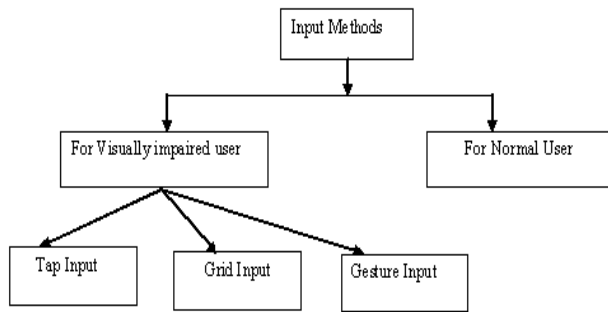 Input Methods
For Visually impaired user
For Normal User
Tap Input
Grid Input
Gesture Input